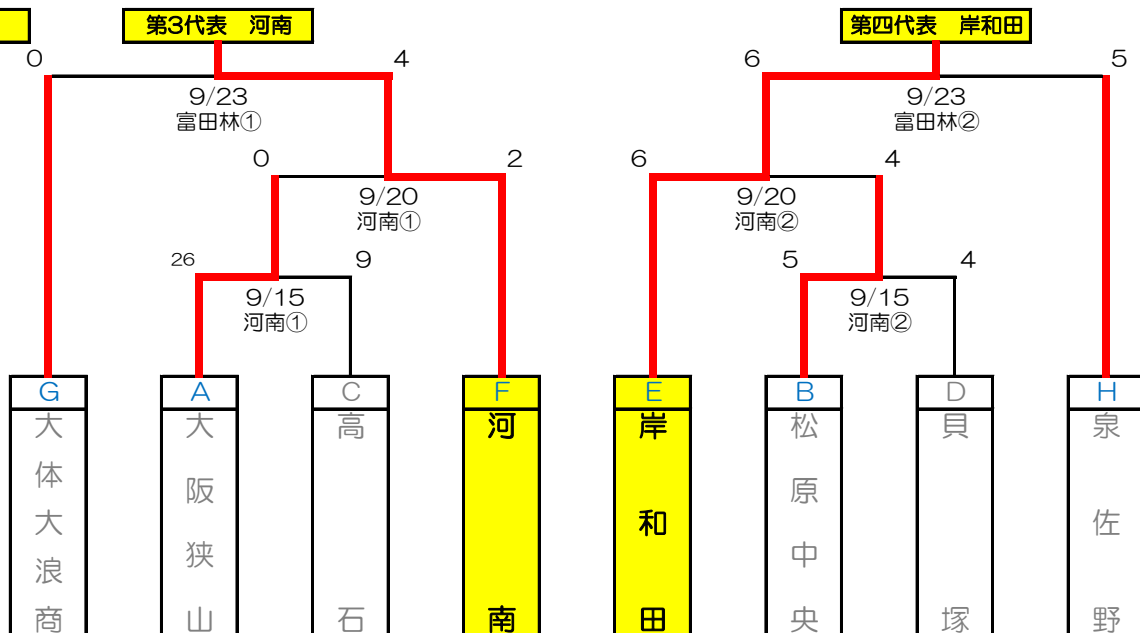 第3代表 河南
第四代表 岸和田
0
4
6
5
9/23
富田林①
9/23
富田林②
0
2
6
4
9/20
河南①
9/20
河南②
26
9
5
4
9/15
河南①
9/15
河南②
G
A
C
F
E
B
D
H
大体大浪商
大阪狭山
高石
河南
岸和田
松原中央
貝塚
泉佐野